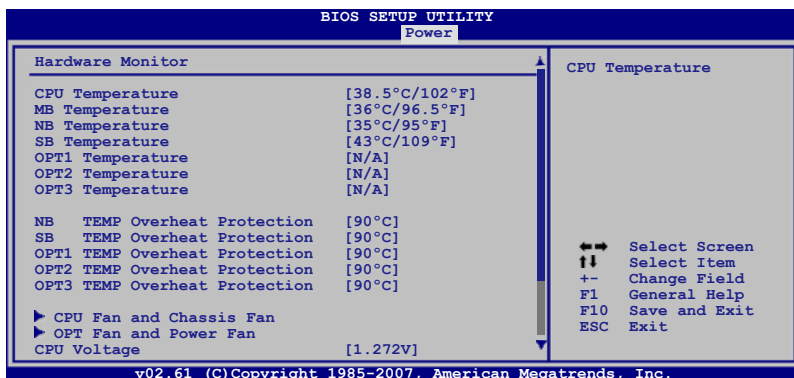 BIOS SETUP UTILITY
Power
Hardware Monitor
CPU Temperature [38.5°C/102°F]
MB Temperature [36°C/96.5°F]
NB Temperature [35°C/95°F]
SB Temperature [43°C/109°F]
OPT1 Temperature [N/A]
OPT2 Temperature [N/A]
OPT3 Temperature [N/A]
NB TEMP Overheat Protection [90°C]
SB TEMP Overheat Protection [90°C]
OPT1 TEMP Overheat Protection [90°C]
OPT2 TEMP Overheat Protection [90°C]
OPT3 TEMP Overheat Protection [90°C]
CPU Fan and Chassis Fan
OPT Fan and Power Fan
CPU Voltage [1.272V]
CPU Temperature
Select Screen
Select Item
+- Change Field
F1 General Help
F10 Save and Exit
ESC Exit
v02.61 (C)Copyright 1985-2007, American Megatrends, Inc.